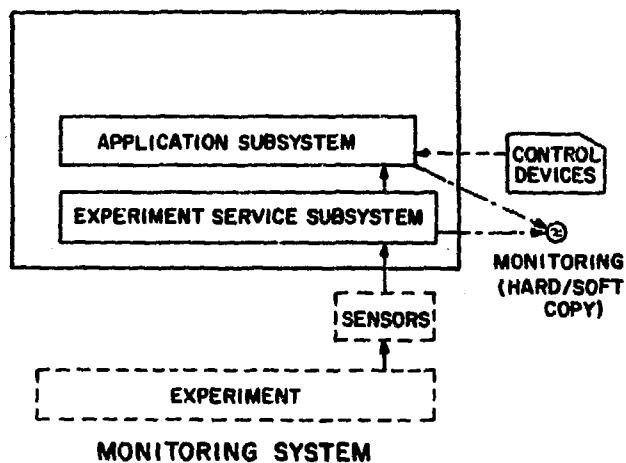 APPLICATION SUBSYSTEM
CONTROL
DEVICES
EXPERIMENT SERVICE SUBSYSTEM
MONITORING
(HARD/SOFT
COPY)
SENSORS
EXPERIMENT
MONITORING SYSTEM